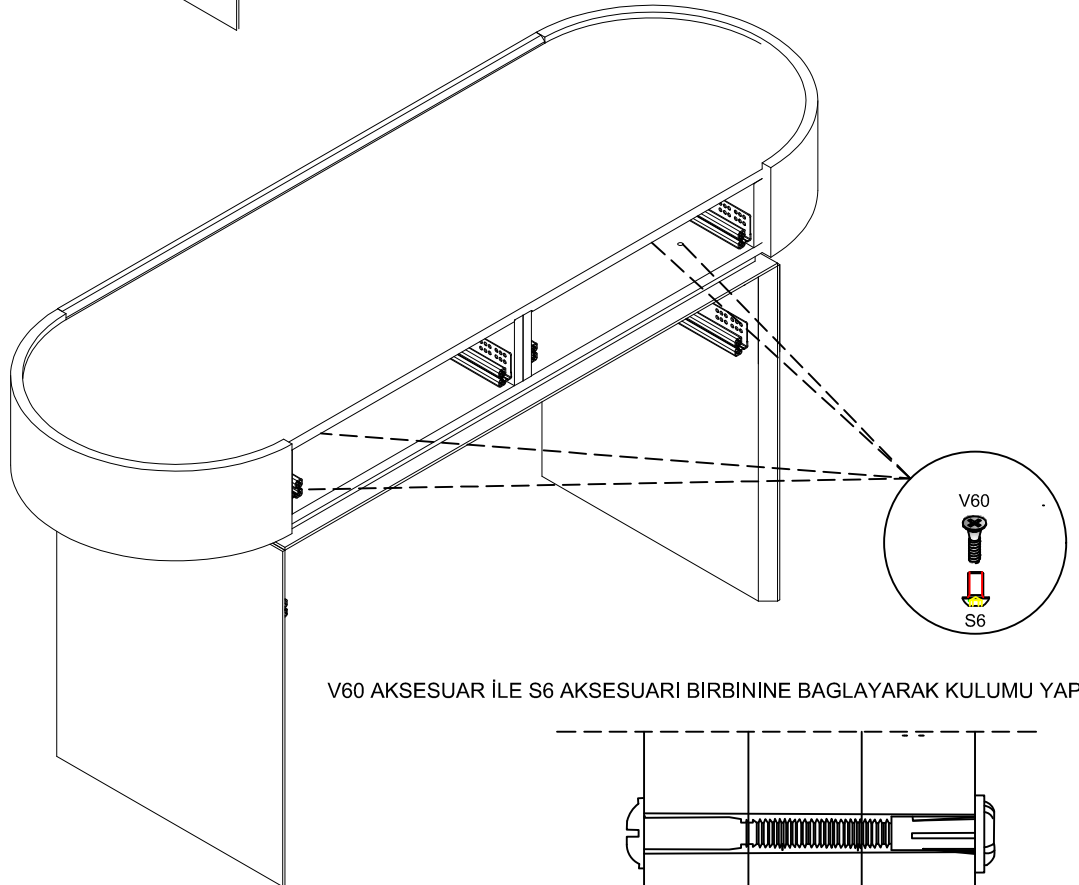 V60
S6
V60 AKSESUAR İLE S6 AKSESUARI BIRBININE BAGLAYARAK KULUMU YAP